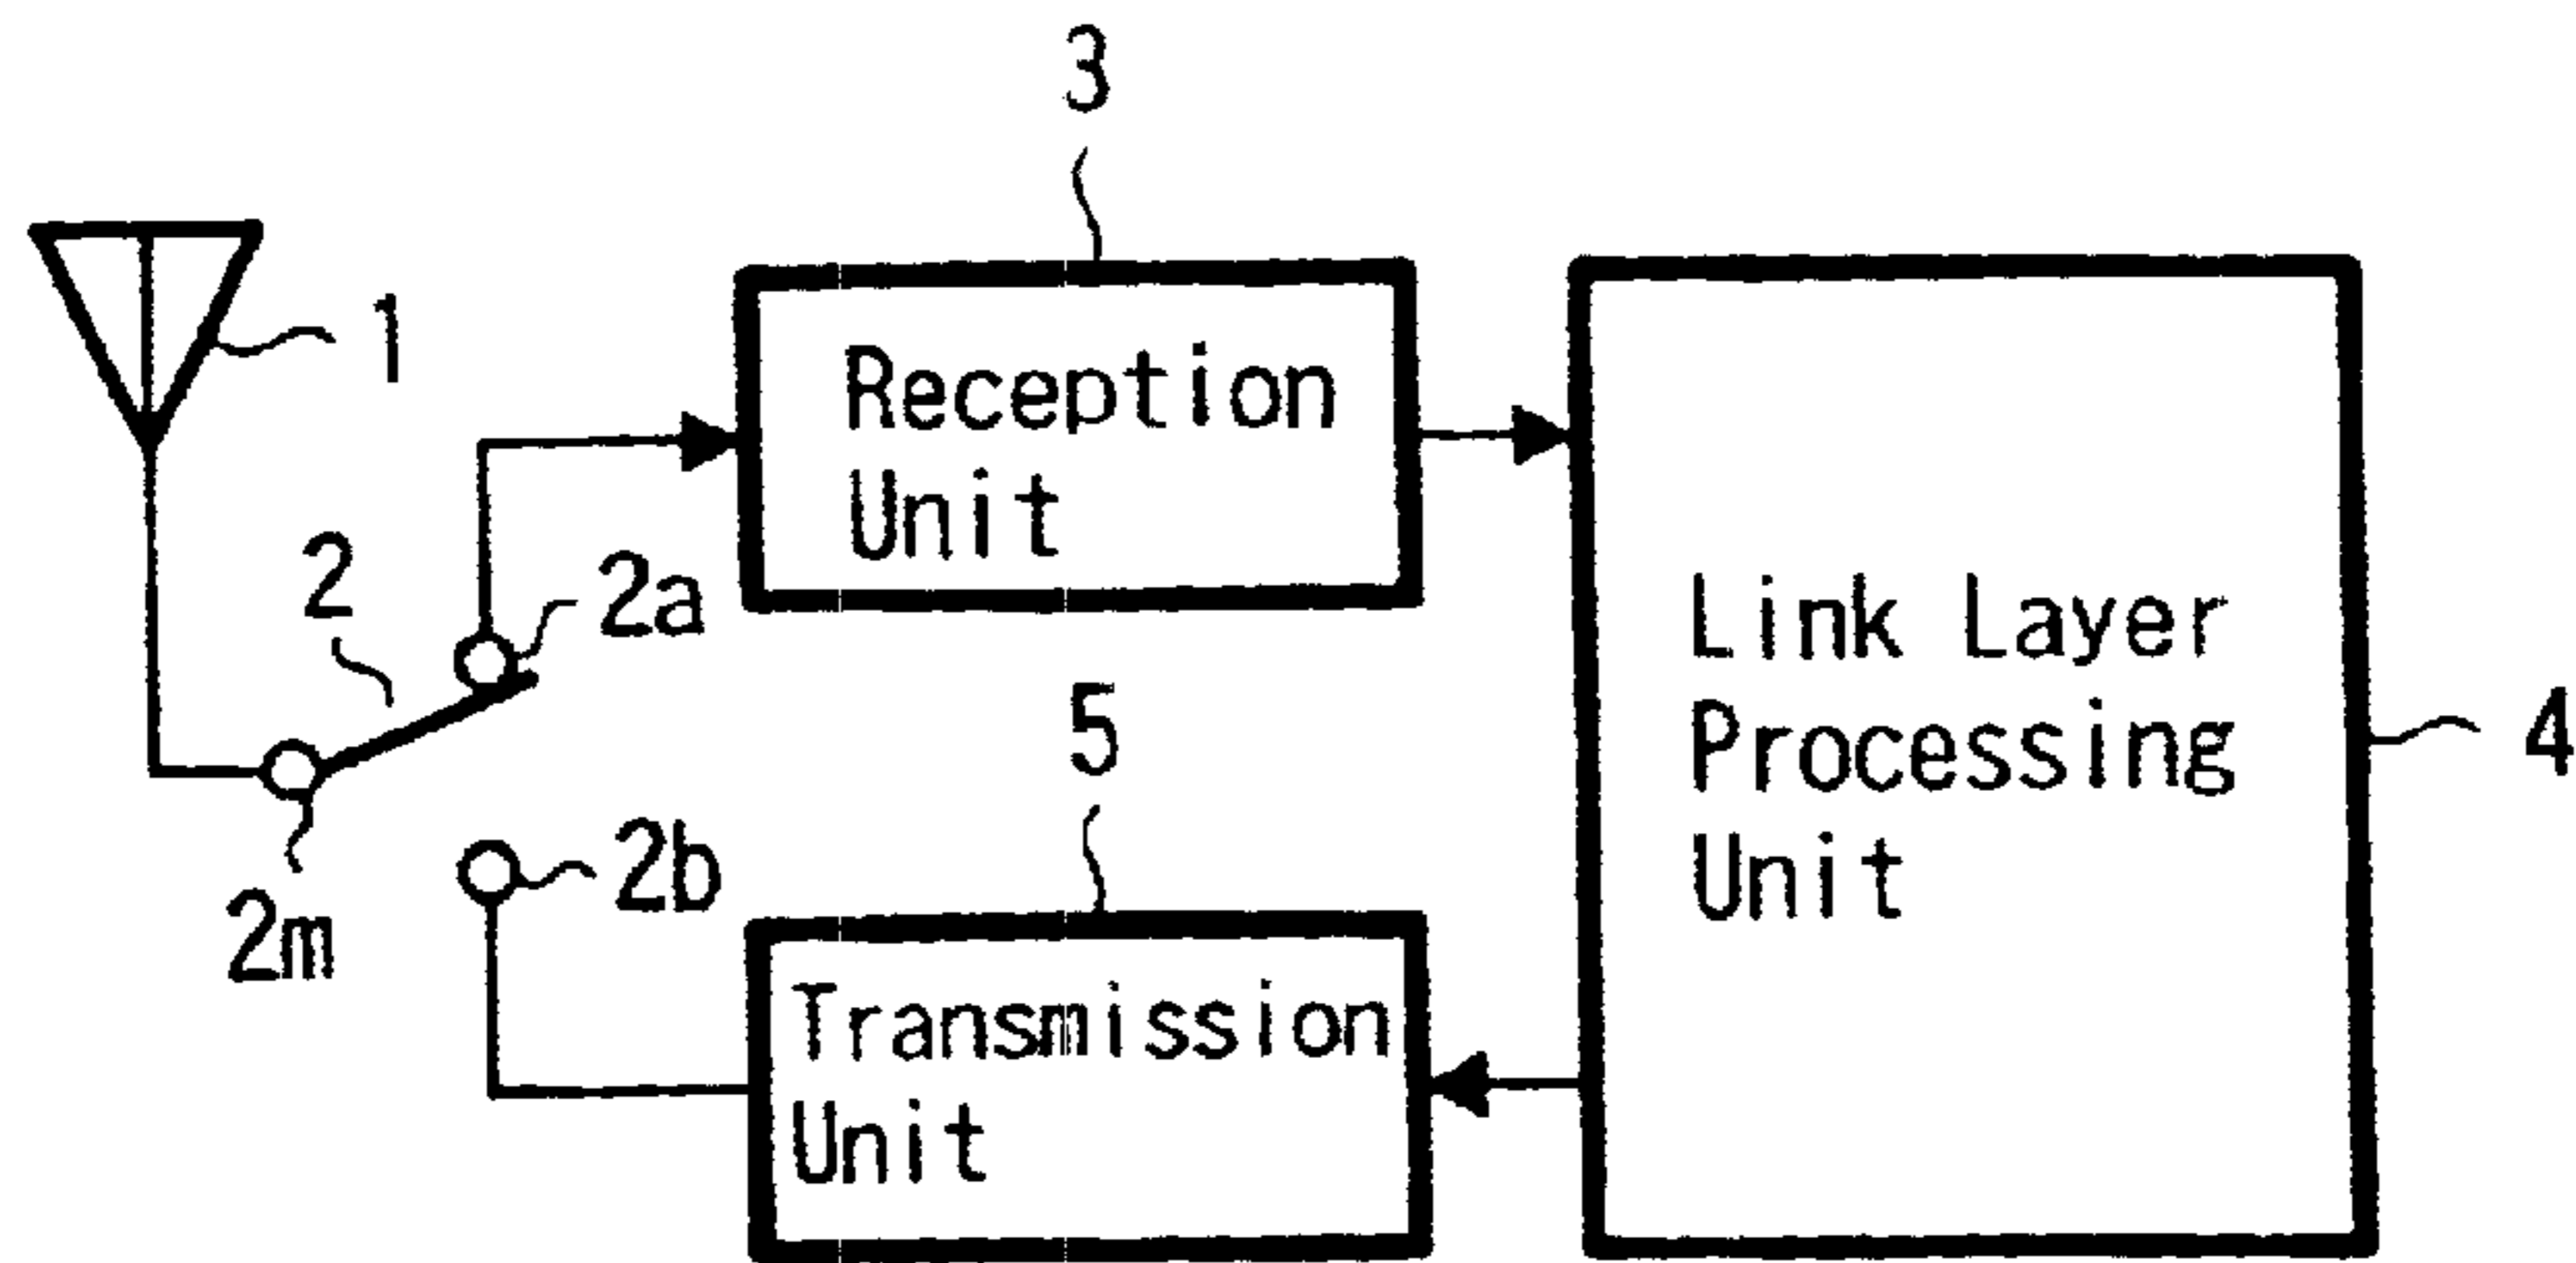 3
1
Reception
Unit
2
2a
Link Layer
Processing
Unit
4
5
2b
2m
Transmission
Unit